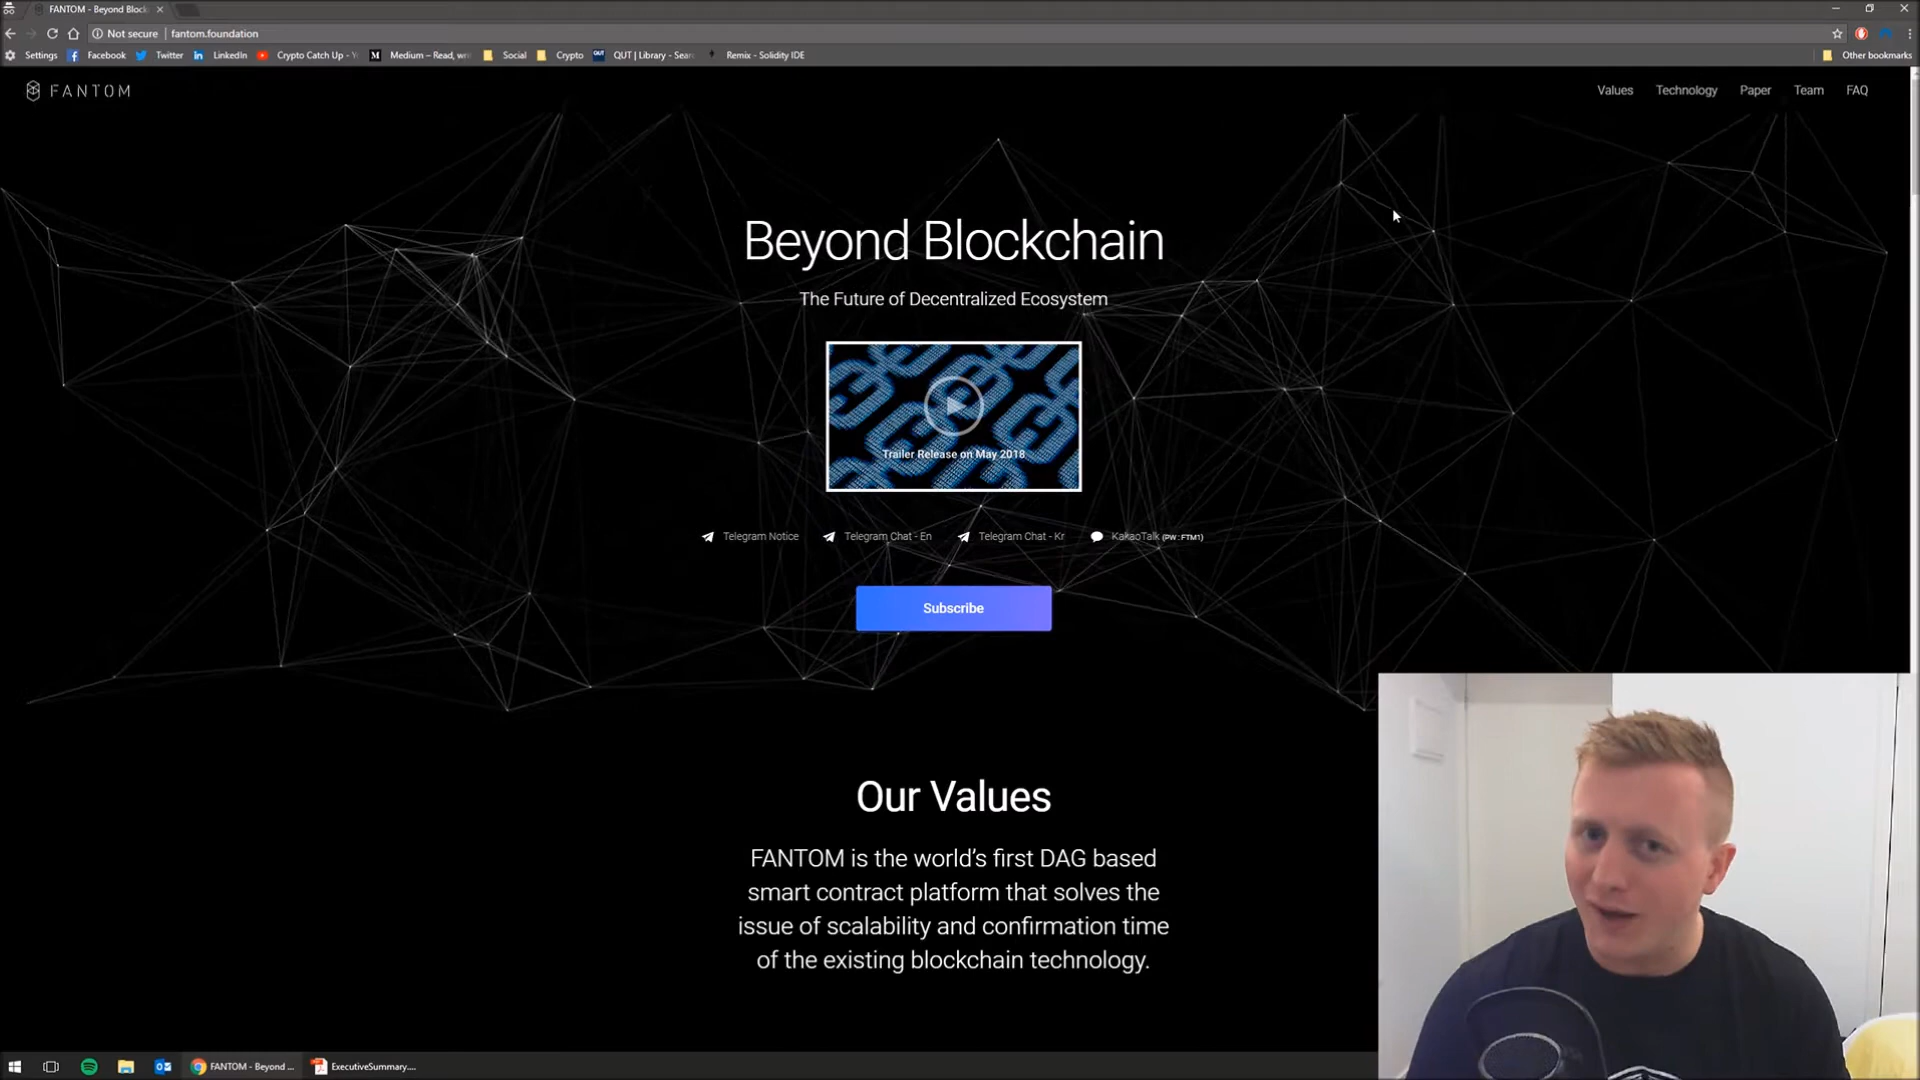 FANTOM - Beyond Block
Not secure | fantom.foundation
Settings Facebook Twitter LinkedIn Crypto Catch Up - Y Medium – Read, wri Social Crypto QUT | Library - Sear Remix - Solidity IDE Other bookmarks
FANTOM
Values Technology Paper Team FAQ
Beyond Blockchain
The Future of Decentralized Ecosystem
Trailer Release on May 2018
Telegram Notice Telegram Chat - En Telegram Chat - Kr KakaoTalk (PW : FTM1)
Subscribe
Our Values
FANTOM is the world's first DAG based
smart contract platform that solves the
issue of scalability and confirmation time
of the existing blockchain technology.
FANTOM - Beyond ... ExecutiveSummary....